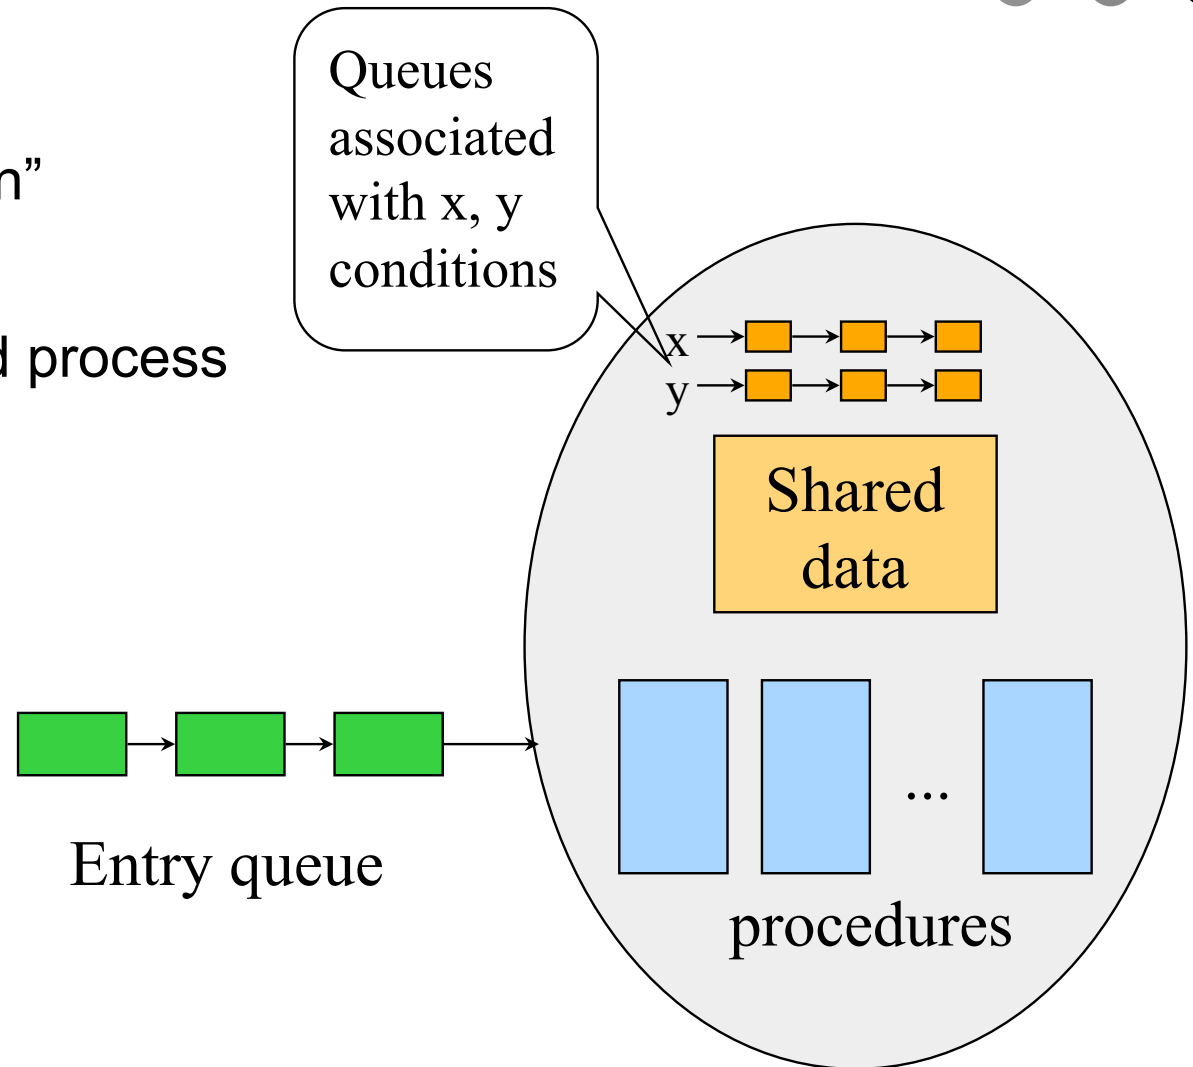 Queues
associated
with x, y
conditions
d process
x
y
Shared
data
...
Entry queue
procedures